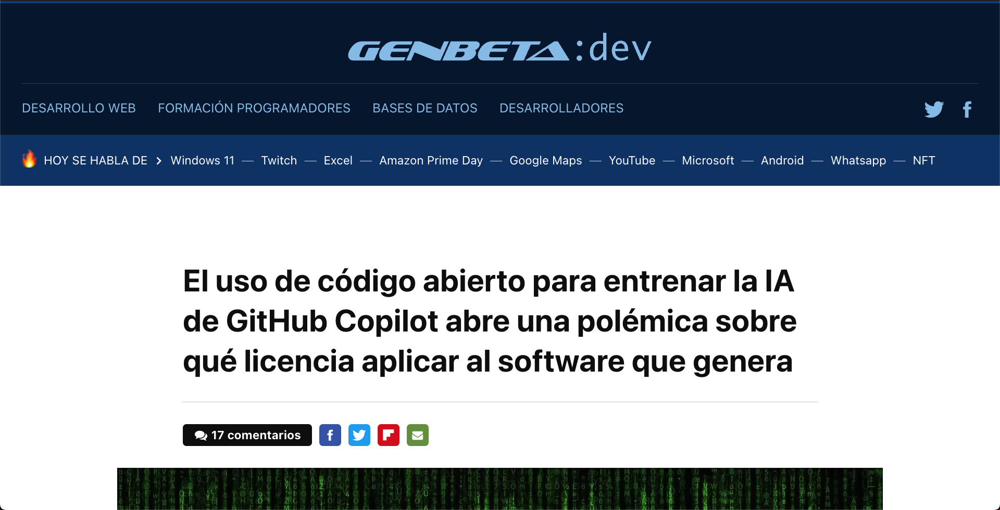 GENBETA:dev
DESARROLLO WEB FORMACIÓN PROGRAMADORES BASES DE DATOS DESARROLLADORES
HOY SE HABLA DE Windows 11 — Twitch — Excel — Amazon Prime Day — Google Maps — YouTube — Microsoft — Android — Whatsapp — NFT
El uso de código abierto para entrenar la IA
de GitHub Copilot abre una polémica sobre
qué licencia aplicar al software que genera
17 comentarios